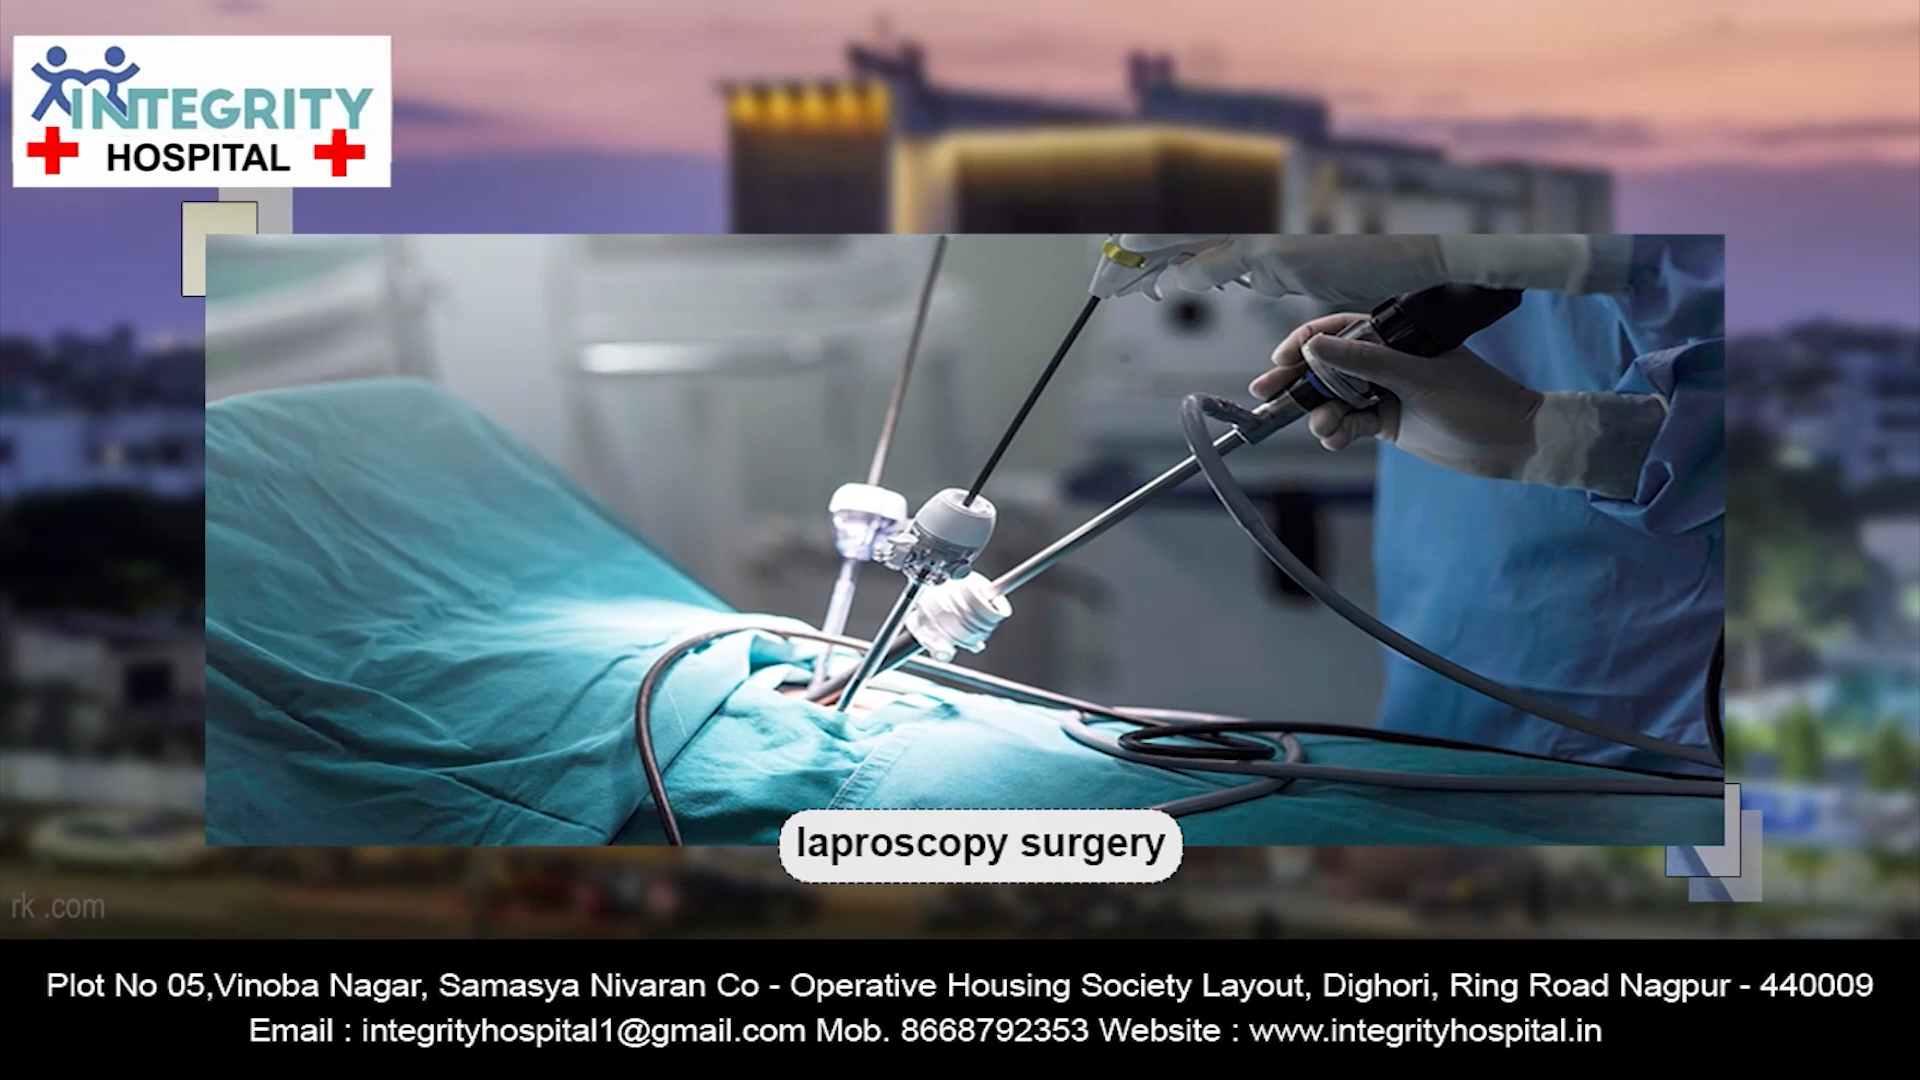 INTEGRITY
HOSPITAL
laproscopy surgery
rk .com
Plot No 05,Vinoba Nagar, Samasya Nivaran Co - Operative Housing Society Layout, Dighori, Ring Road Nagpur - 440009
Email : integrityhospital1@gmail.com Mob. 8668792353 Website : www.integrityhospital.in